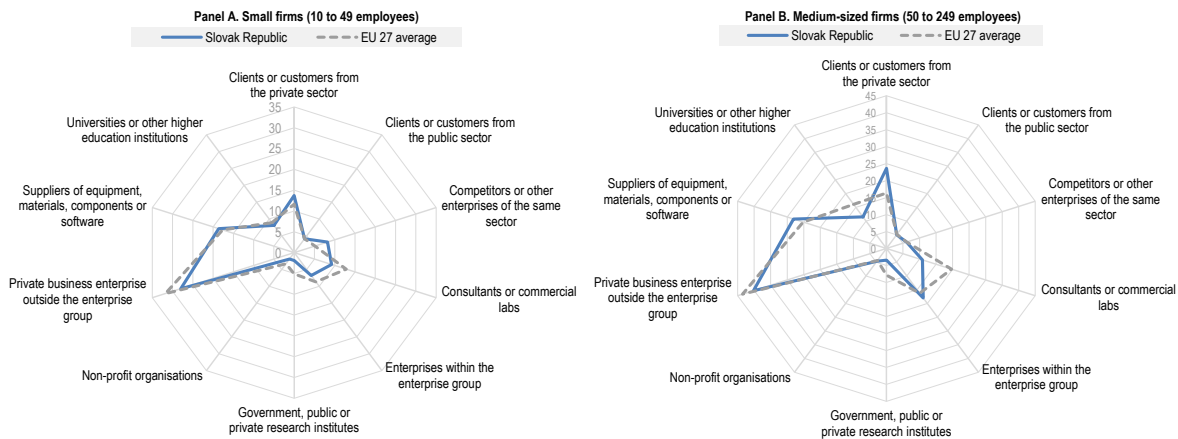 Panel A. Small firms (10 to 49 employees)
Slovak Republic
EU 27 average
Clients or customers from
the private sector
Clients or customers from
the public sector
Competitors or other
enterprises of the same
sector
Consultants or commercial
labs
Enterprises within the
enterprise group
Government, public or
private research institutes
Non-profit organisations
Private business enterprise
outside the enterprise
group
Suppliers of equipment,
materials, components or
software
Universities or other higher
education institutions
35
30
25
20
15
10
5
0
Panel B. Medium-sized firms (50 to 249 employees)
Slovak Republic
EU 27 average
Clients or customers from
the private sector
Clients or customers from
the public sector
Competitors or other
enterprises of the same
sector
Consultants or commercial
labs
Enterprises within the
enterprise group
Government, public or
private research institutes
Non-profit organisations
Private business enterprise
outside the enterprise
group
Suppliers of equipment,
materials, components or
software
Universities or other higher
education institutions
45
40
35
30
25
20
15
10
5
0